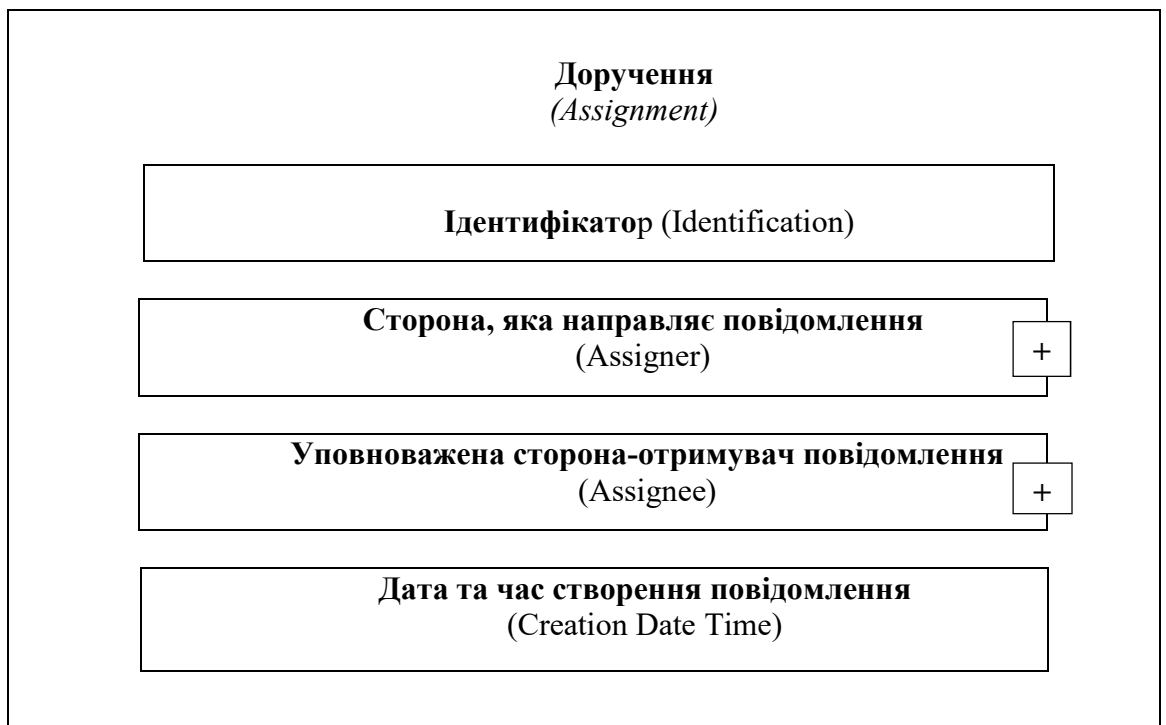 Доручення
(Assignment)
Ідентифікатор (Identification)
Сторона, яка направляє повідомлення
(Assigner)
+
Уповноважена сторона-отримувач повідомлення
(Assignee)
+
Дата та час створення повідомлення
(Creation Date Time)